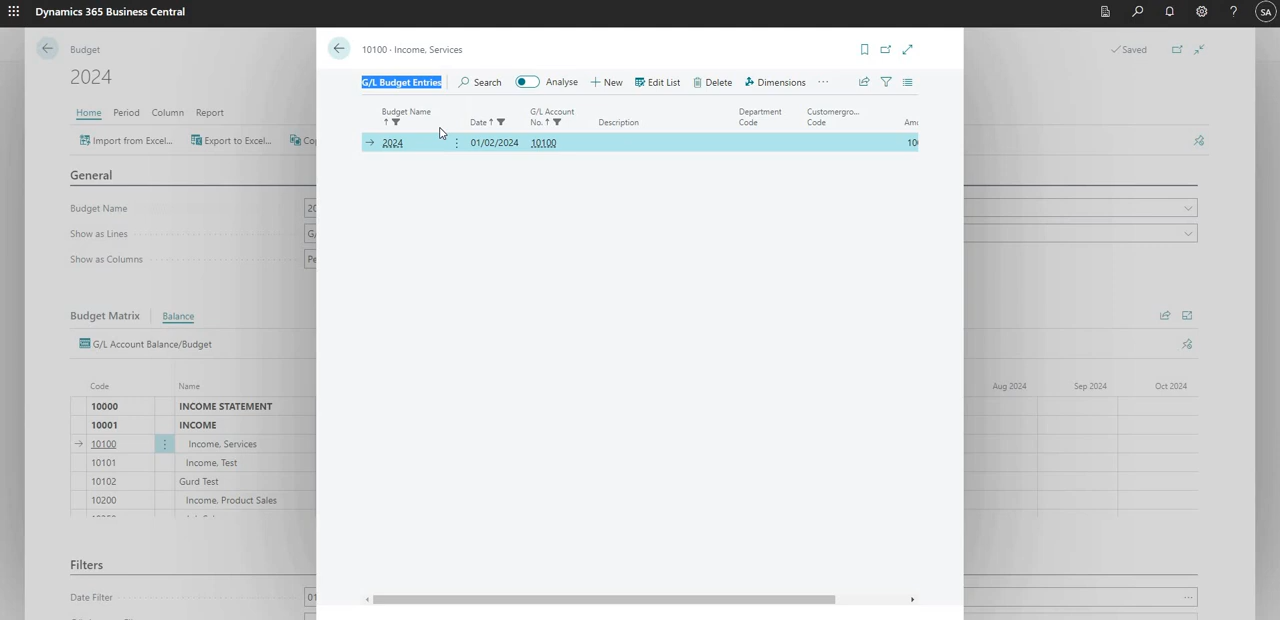 Dynamics 365 Business Central
SA
Budget
2024
Saved
Home Period Column Report
Import from Excel... Export to Excel...
General
Budget Name
Show as Lines
Show as Columns
Budget Matrix Balance
G/L Account Balance/Budget
Code Name Aug 2024 Sep 2024 Oct 2024
10000 INCOME STATEMENT
10001 INCOME
10100 Income, Services
10101 Income, Test
10102 Gurd Test
10200 Income, Product Sales
Filters
Date Filter
10100 · Income, Services
G/L Budget Entries Search Analyse New Edit List Delete Dimensions ...
Budget Name Date G/L Account No. Description Department Code Customergro... Code
2024 01/02/2024 10100